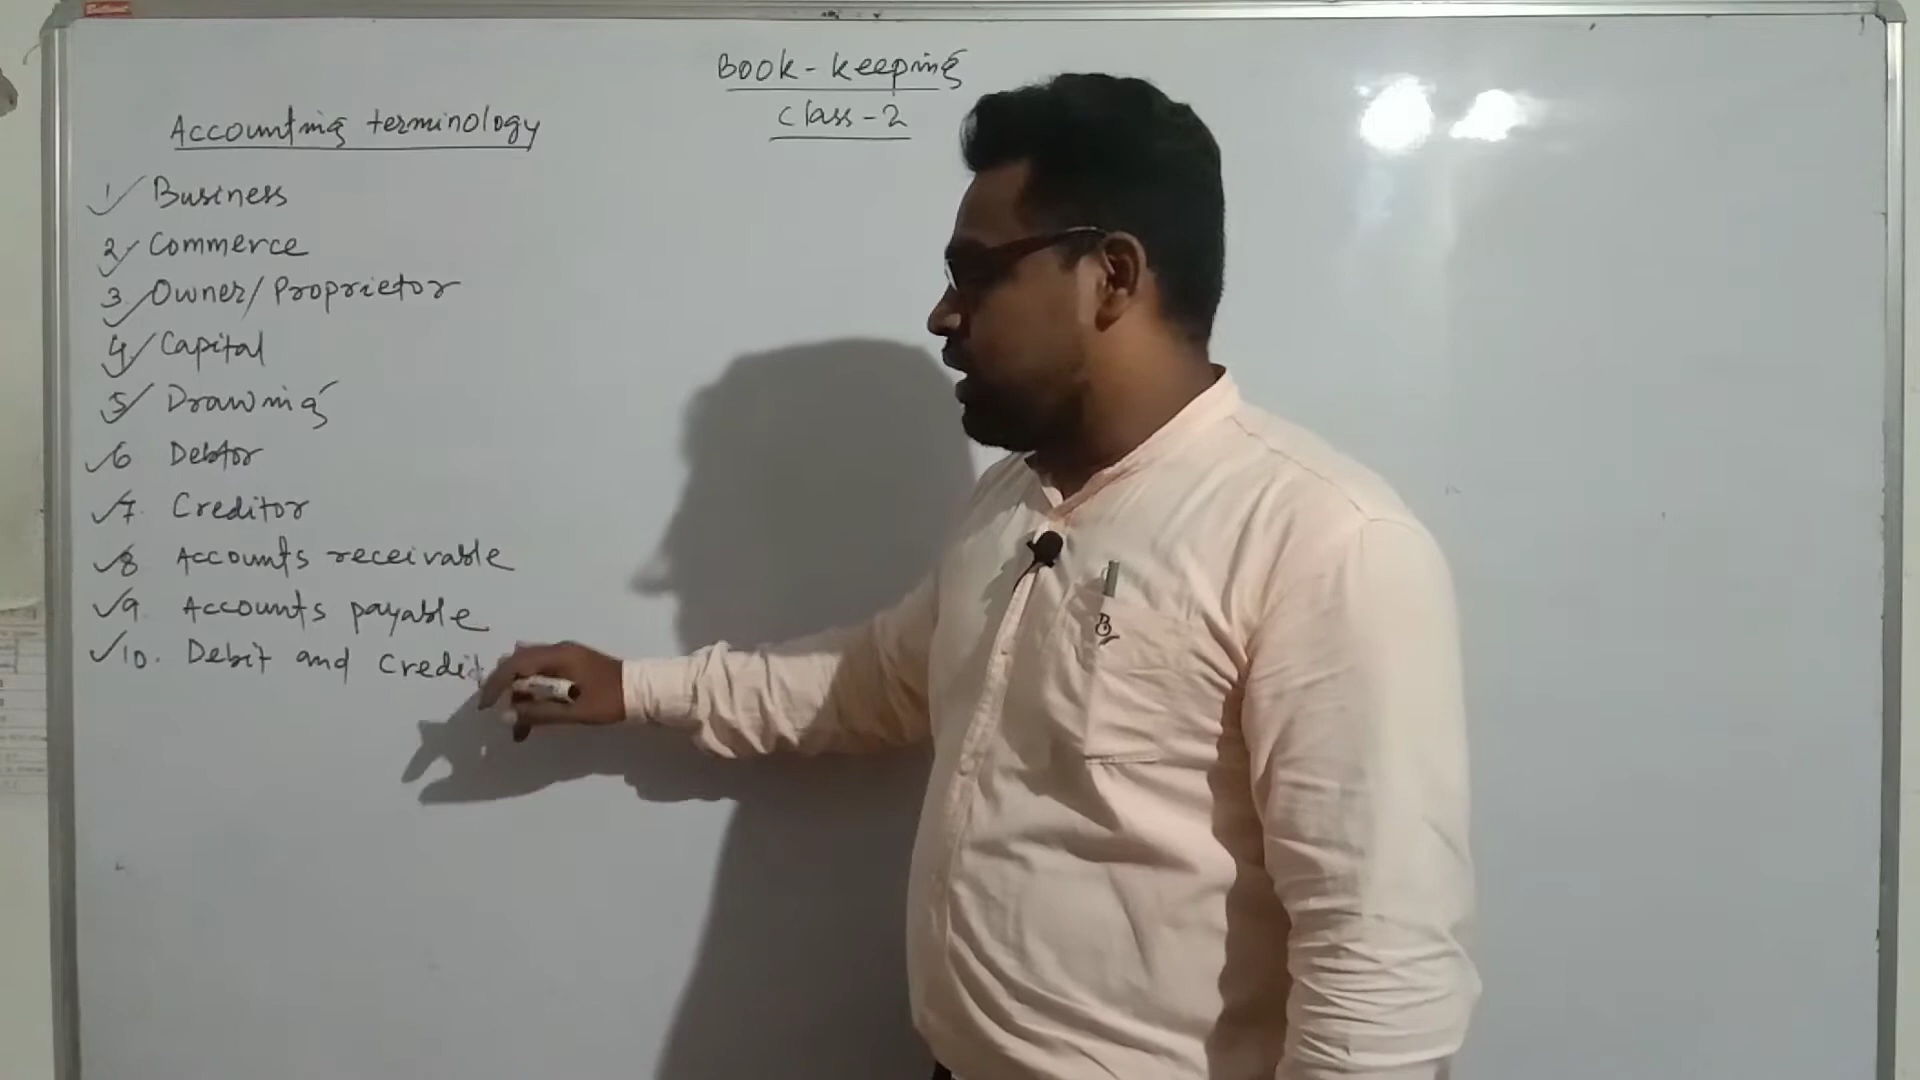 Book-keeping
class-2
Accounting terminology
1 Business
2 Commerce
3. Owner/Proprietor
4 Capital
5 Drawing
6 Debtor
7. Creditor
8 Accounts receivable
9. Accounts payable
10. Debit and Credit